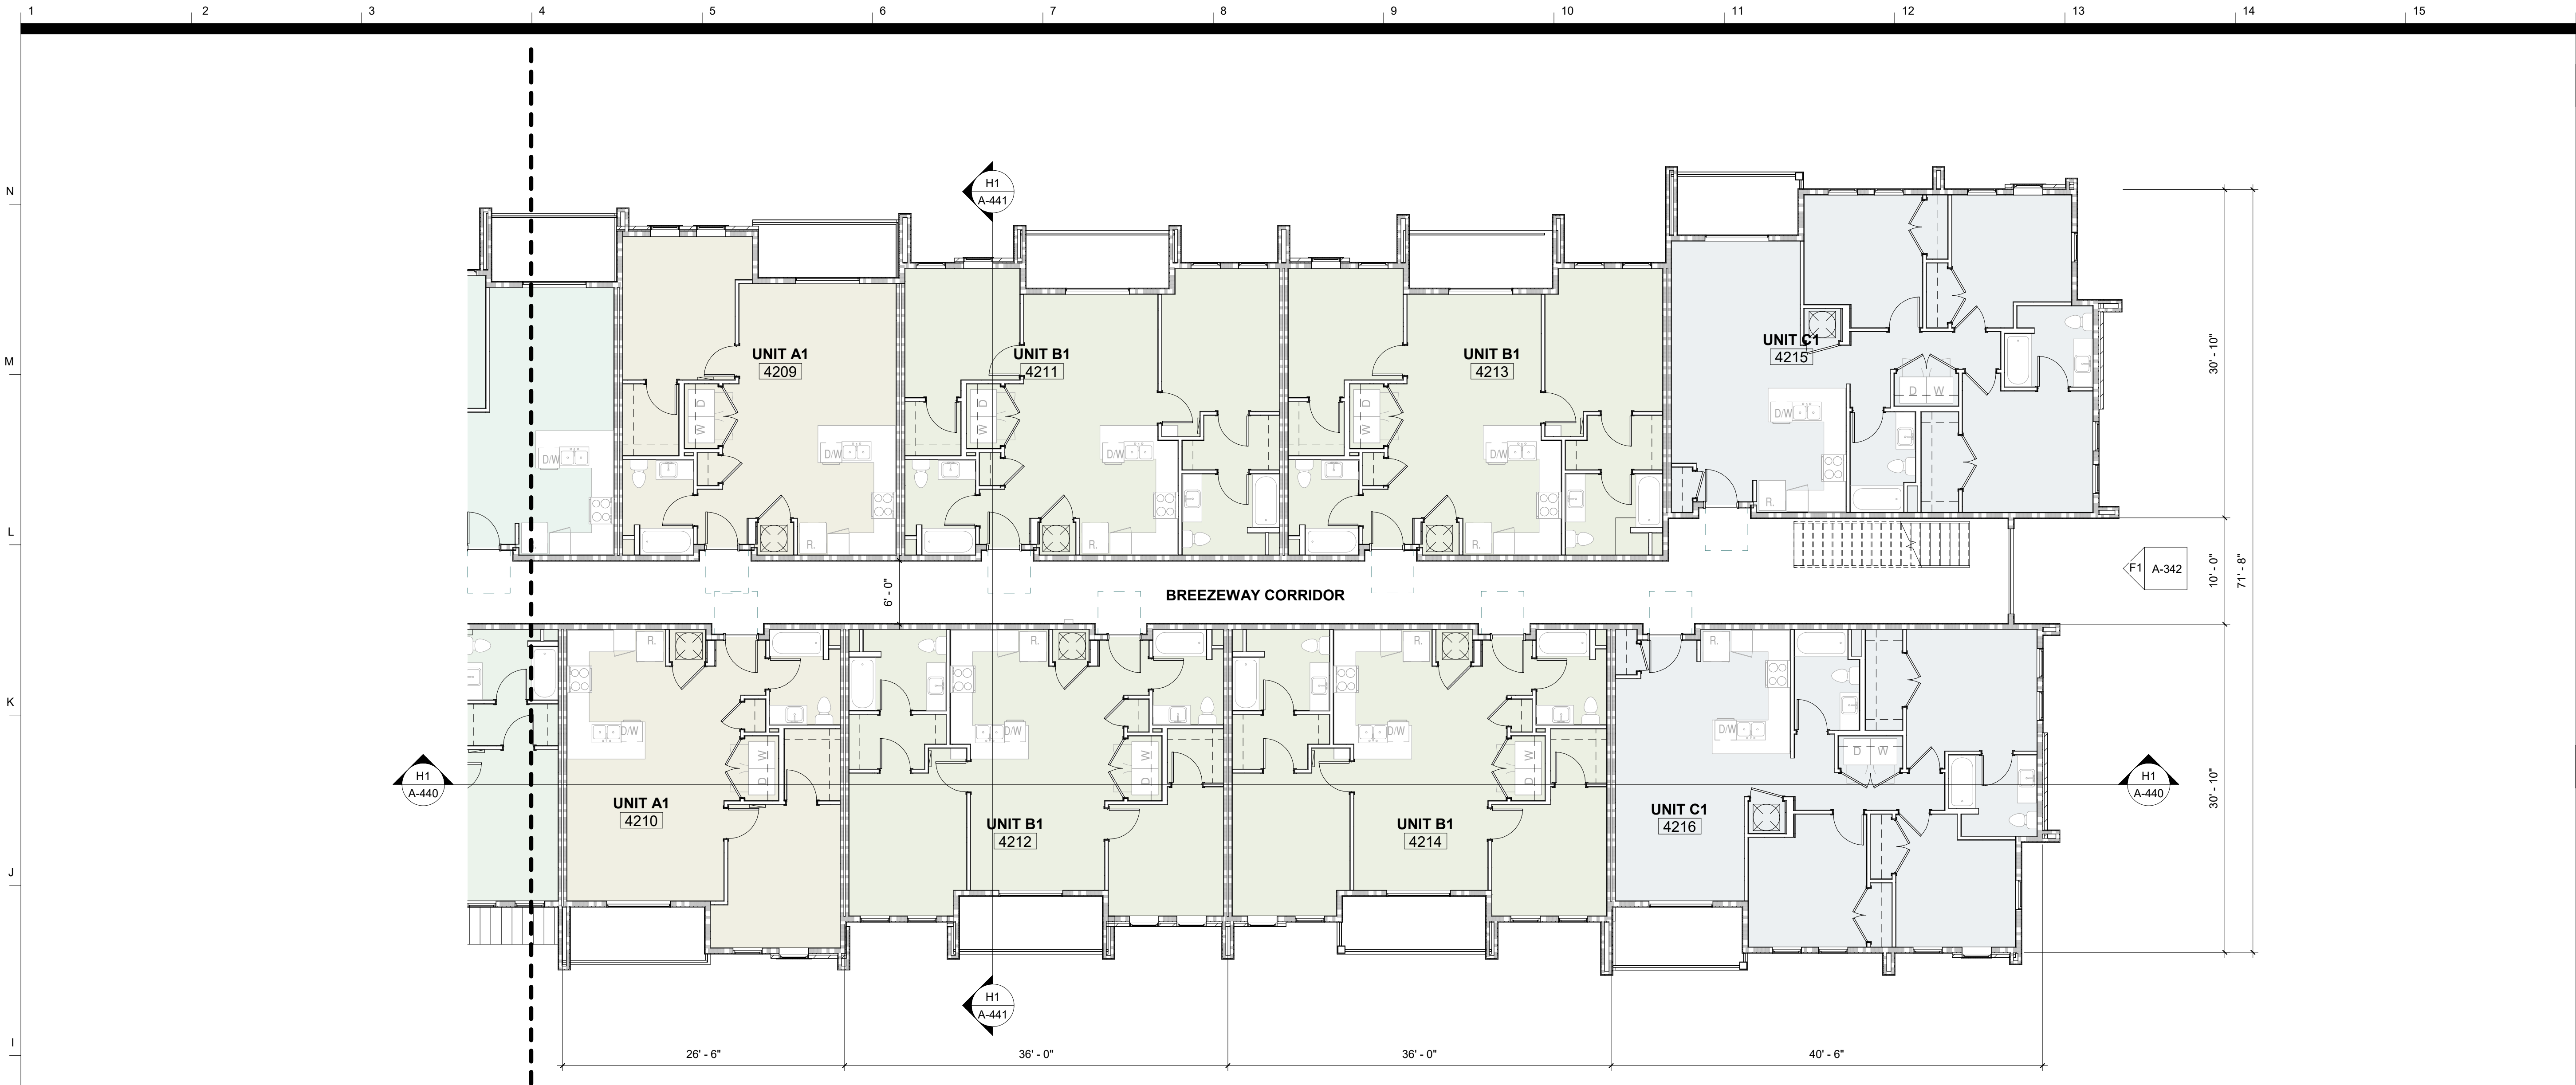 1 2 3 4 5 6 7 8 9 10 11 12 13 14 15
N
H1
A-441
M
UNIT A1
4209
UNIT B1
4211
UNIT B1
4213
UNIT C1
4215
30' - 10"
D W
D/W
W D
D/W
W D
D/W
W D
D/W
D/W
R.
R.
R.
R.
L
6' - 0"
BREEZEWAY CORRIDOR
F1 A-342
10' - 0"
71' - 8"
R.
R.
R.
R.
K
D/W
D/W
D/W
D/W
D W
D W
D W
D W
H1
A-440
H1
A-440
30' - 10"
UNIT A1
4210
UNIT B1
4212
UNIT B1
4214
UNIT C1
4216
J
H1
A-441
I
26' - 6"
36' - 0"
36' - 0"
40' - 6"